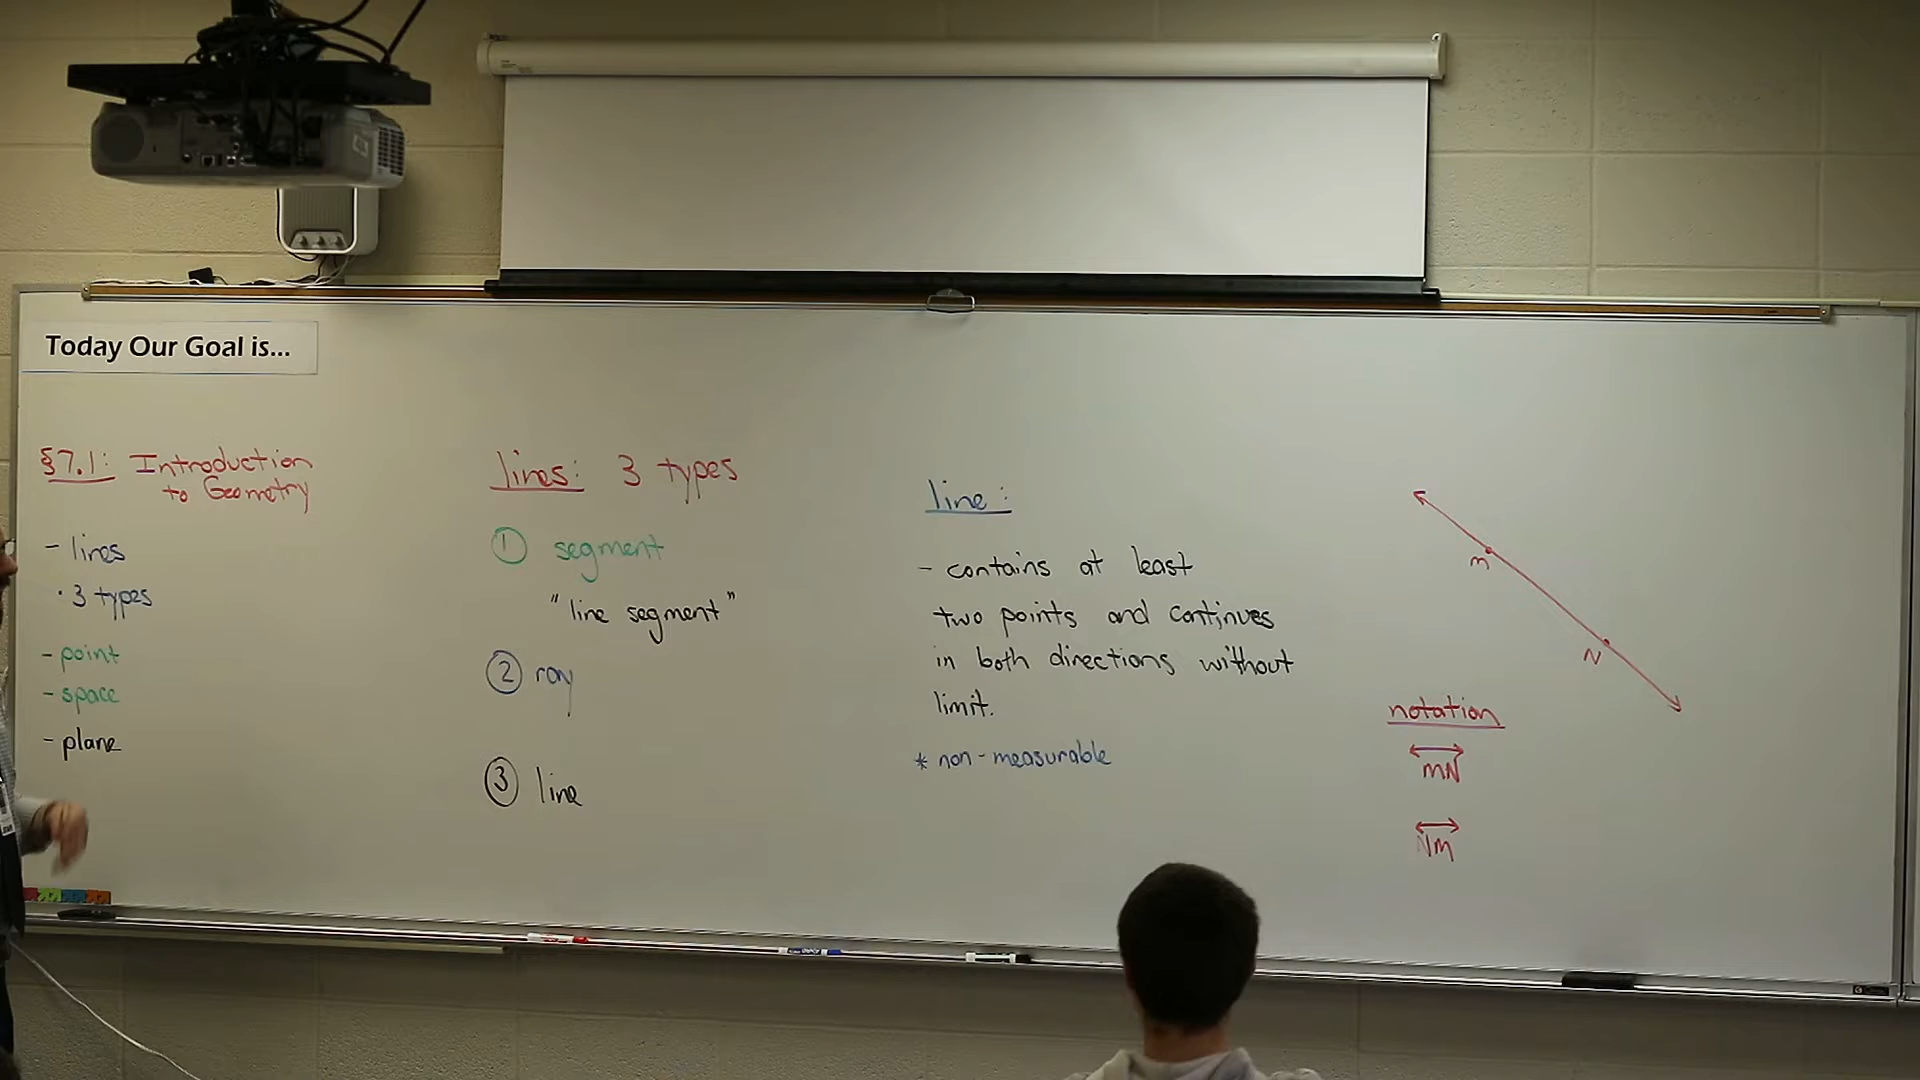 Today Our Goal is...
§7.1: Introduction
to Geometry
- lines
· 3 types
- point
- space
- plane
lines: 3 types
① segment
"line segment"
② ray
③ line
line:
- contains at least
two points and continues
in both directions without
limit.
* non-measurable
M
N
notation
MN
NM